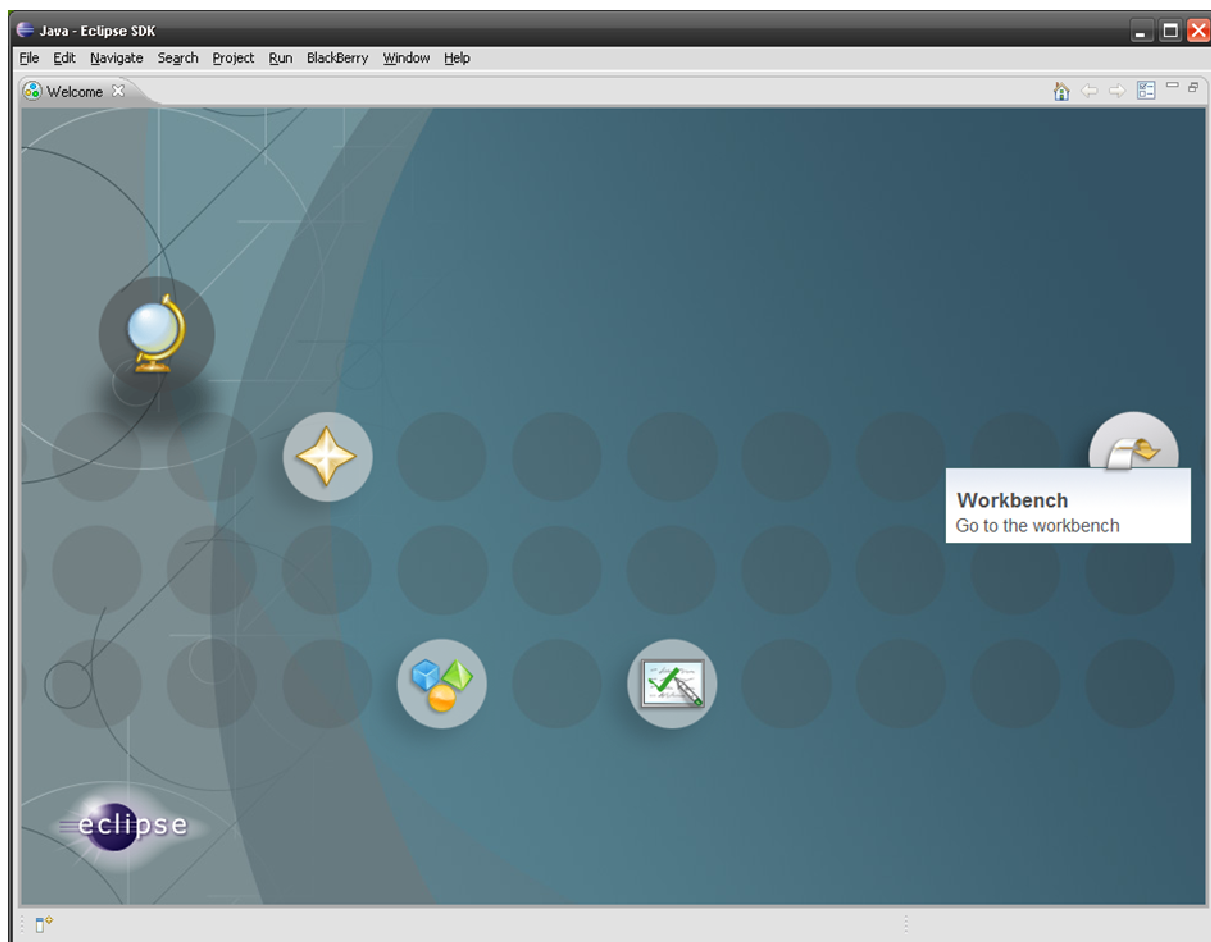 Java - Eclipse SDK
File Edit Navigate Search Project Run BlackBerry Window Help
Welcome
Workbench
Go to the workbench
eclipse